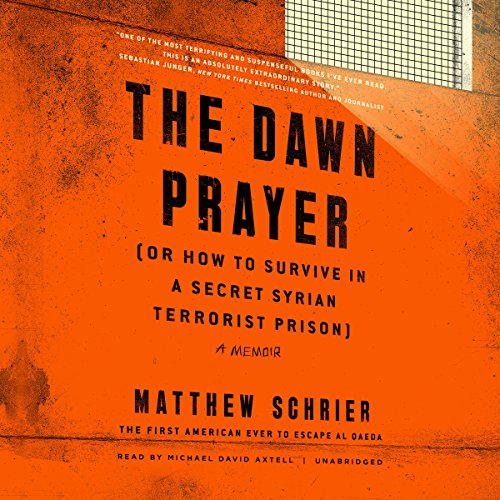 "ONE OF THE MOST TERRIFYING AND SUSPENSEFUL BOOKS I'VE EVER READ.
THIS IS AN ABSOLUTELY EXTRAORDINARY STORY."
SEBASTIAN JUNGER, NEW YORK TIMES BESTSELLING AUTHOR AND JOURNALIST
THE DAWN
PRAYER
(OR HOW TO SURVIVE IN
A SECRET SYRIAN
TERRORIST PRISON)
A MEMOIR
MATTHEW SCHRIER
THE FIRST AMERICAN EVER TO ESCAPE AL QAEDA
READ BY MICHAEL DAVID AXTELL | UNABRIDGED